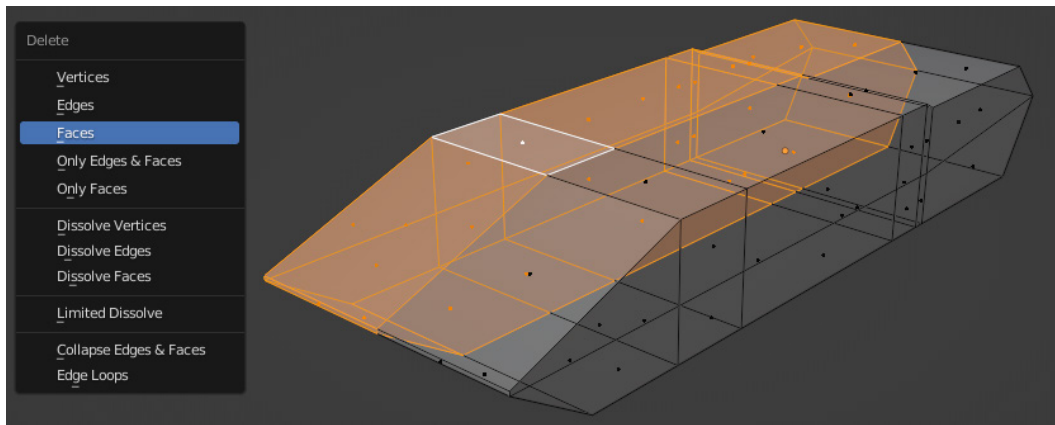 Delete
Vertices
Edges
Faces
Only Edges & Faces
Only Faces
Dissolve Vertices
Dissolve Edges
Dissolve Faces
Limited Dissolve
Collapse Edges & Faces
Edge Loops